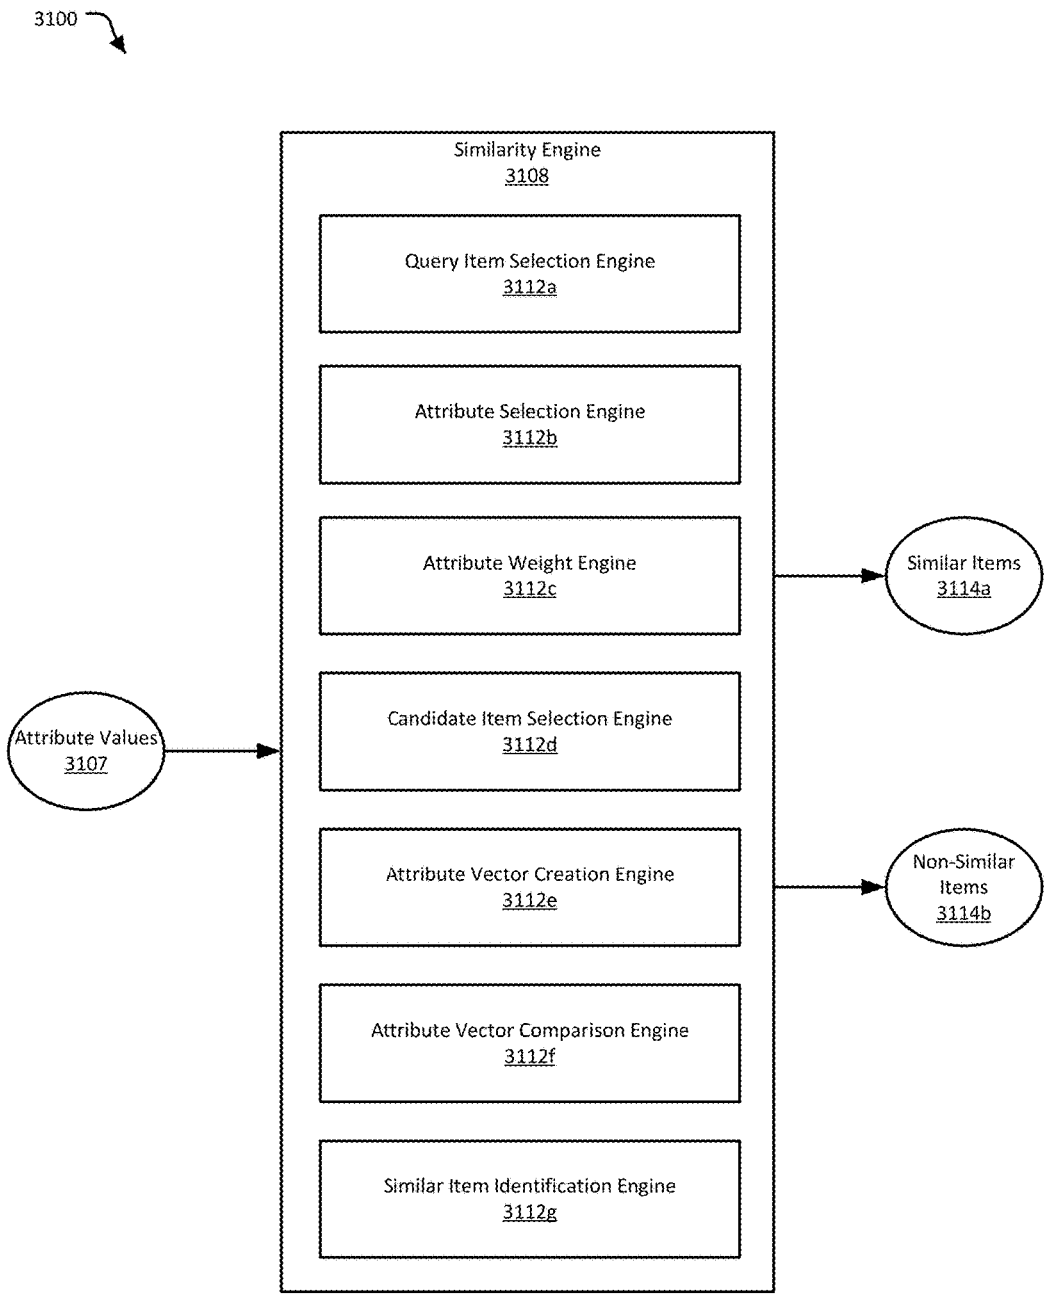 3100
Similarity Engine
3108
Query Item Selection Engine
3112a
Attribute Selection Engine
3112b
Attribute Weight Engine
3112c
Candidate Item Selection Engine
3112d
Attribute Vector Creation Engine
3112e
Attribute Vector Comparison Engine
3112f
Similar Item Identification Engine
3112g
Attribute Values
3107
Similar Items
3114a
Non-Similar
Items
3114b